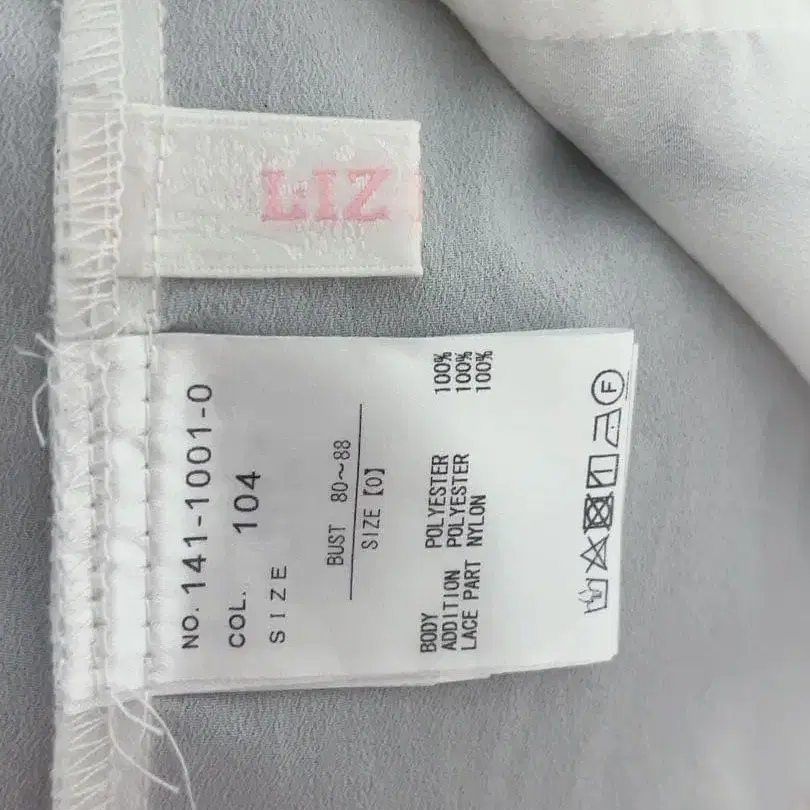 LIZ
NO. 141-1001-0
COL. 104
SIZE
BUST 80~88
SIZE【0】
BODY POLYESTER 100%
ADDITION POLYESTER 100%
LACE PART NYLON 100%
F